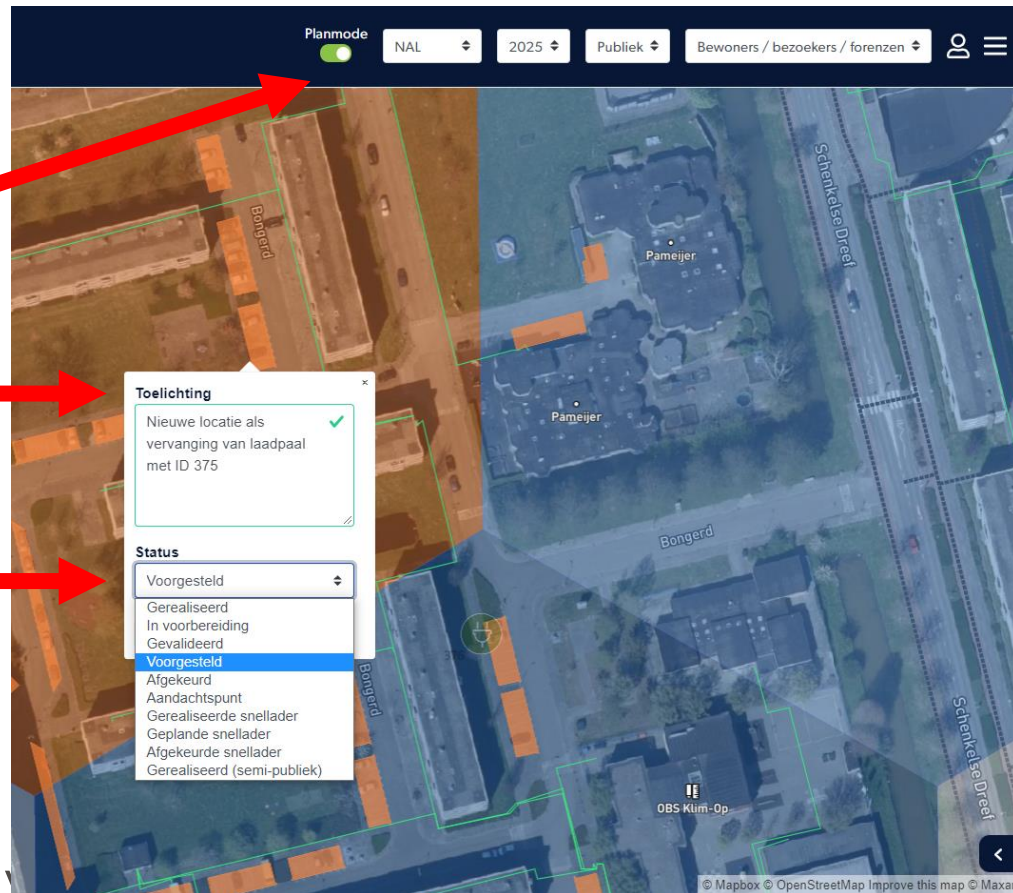 Planmode
NAL
2025
Publiek
Bewoners / bezoekers / forenzen
Schenkelse Dreef
Bongerd
Pameijer
×
Toelichting
Nieuwe locatie als
vervanging van laadpaal
met ID 375
Pameijer
Bongerd
Status
Voorgesteld
Gerealiseerd
In voorbereiding
Gevalideerd
Voorgesteld
Afgekeurd
Aandachtspunt
Gerealiseerde snellader
Geplande snellader
Afgekeurde snellader
Gerealiseerd (semi-publiek)
Bongerd
Schenkelse Dreef
OBS Klim-Op
© Mapbox © OpenStreetMap Improve this map © Maxar